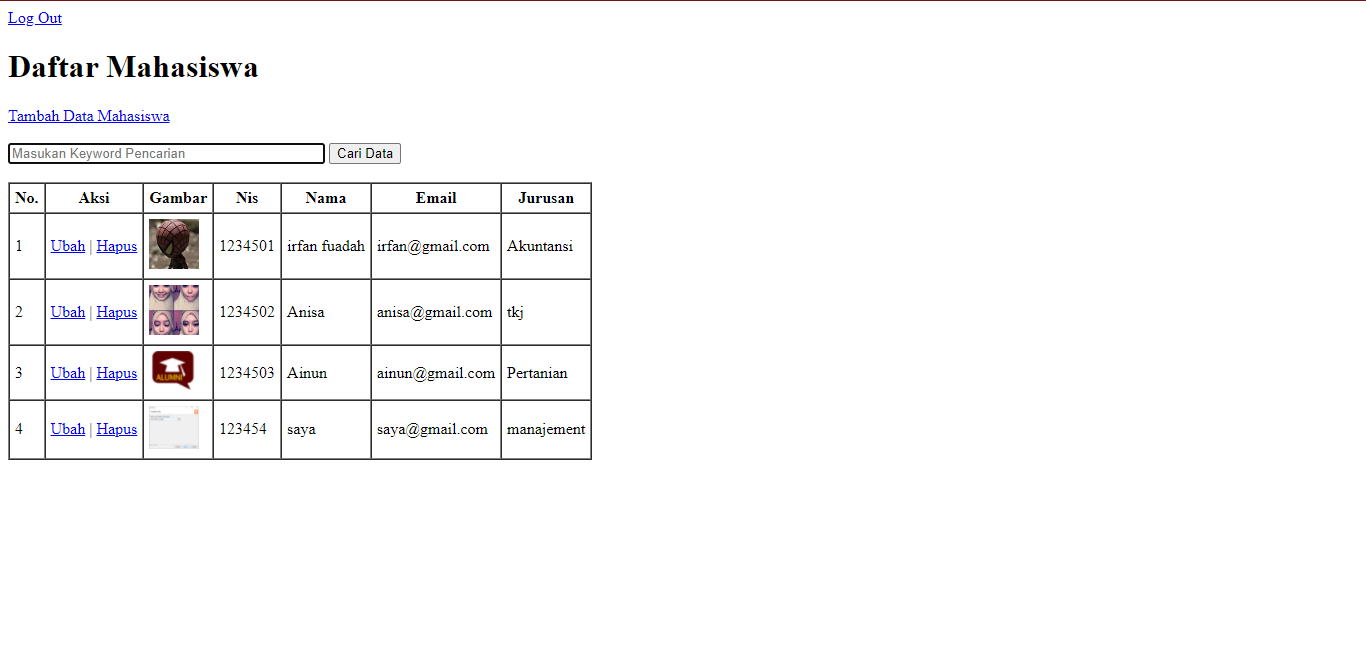 Log Out
Daftar Mahasiswa
Tambah Data Mahasiswa
Masukan Keyword Pencarian Cari Data
No. Aksi Gambar Nis Nama Email Jurusan
1 Ubah | Hapus 1234501 irfan fuadah irfan@gmail.com Akuntansi
2 Ubah | Hapus 1234502 Anisa anisa@gmail.com tkj
3 Ubah | Hapus ALUMNI 1234503 Ainun ainun@gmail.com Pertanian
4 Ubah | Hapus 123454 saya saya@gmail.com manajement